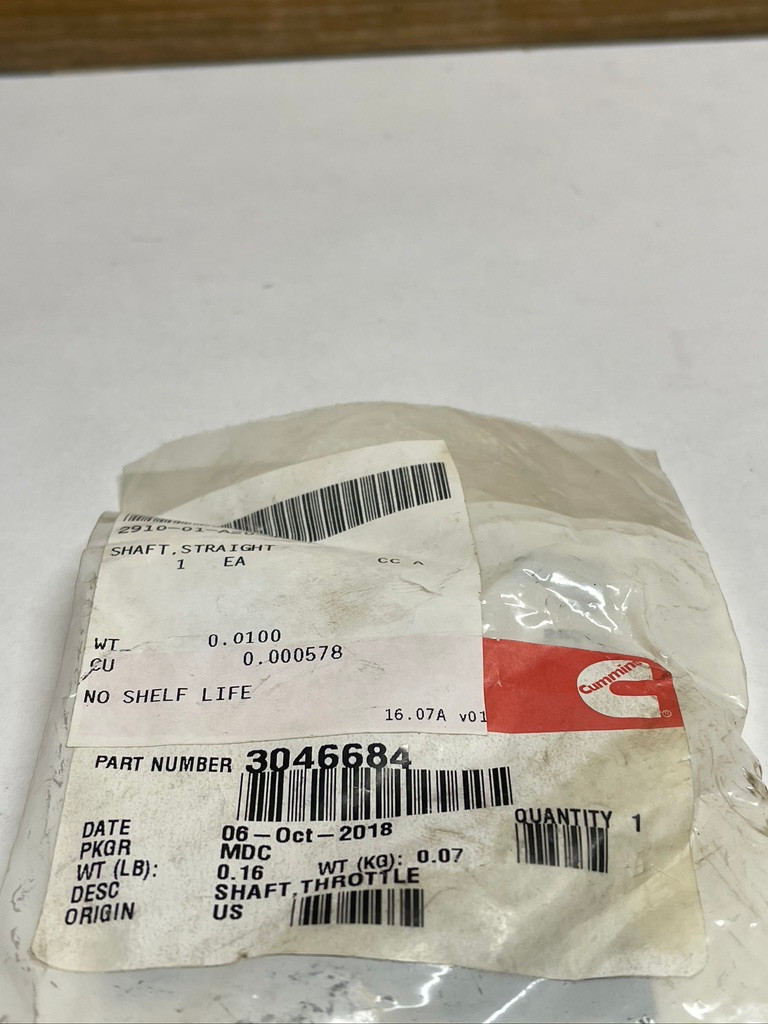 2910-01-A
SHAFT,STRAIGHT
1 EA CC A
WT 0.0100
CU 0.000578
NO SHELF LIFE
16.07A v01
Cummins
®
PART NUMBER 3046684
DATE 06-Oct-2018
QUANTITY 1
PKGR MDC
WT (LB): 0.16 WT (KG): 0.07
DESC SHAFT,THROTTLE
ORIGIN US